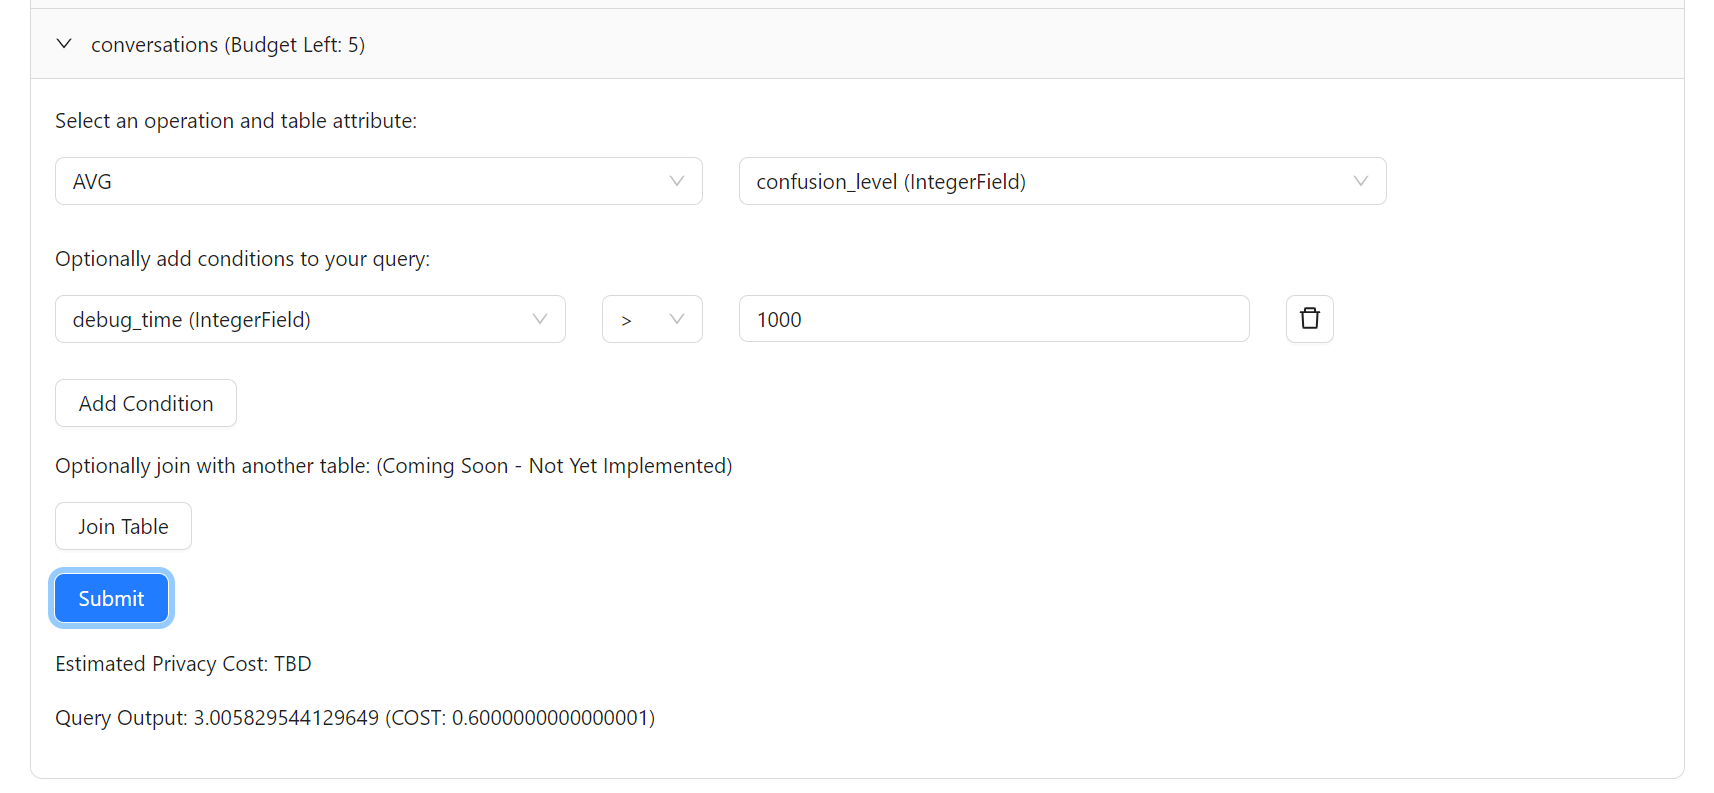 conversations (Budget Left: 5)
Select an operation and table attribute:
AVG
confusion_level (IntegerField)
Optionally add conditions to your query:
debug_time (IntegerField)
>
1000
Add Condition
Optionally join with another table: (Coming Soon - Not Yet Implemented)
Join Table
Submit
Estimated Privacy Cost: TBD
Query Output: 3.005829544129649 (COST: 0.6000000000000001)